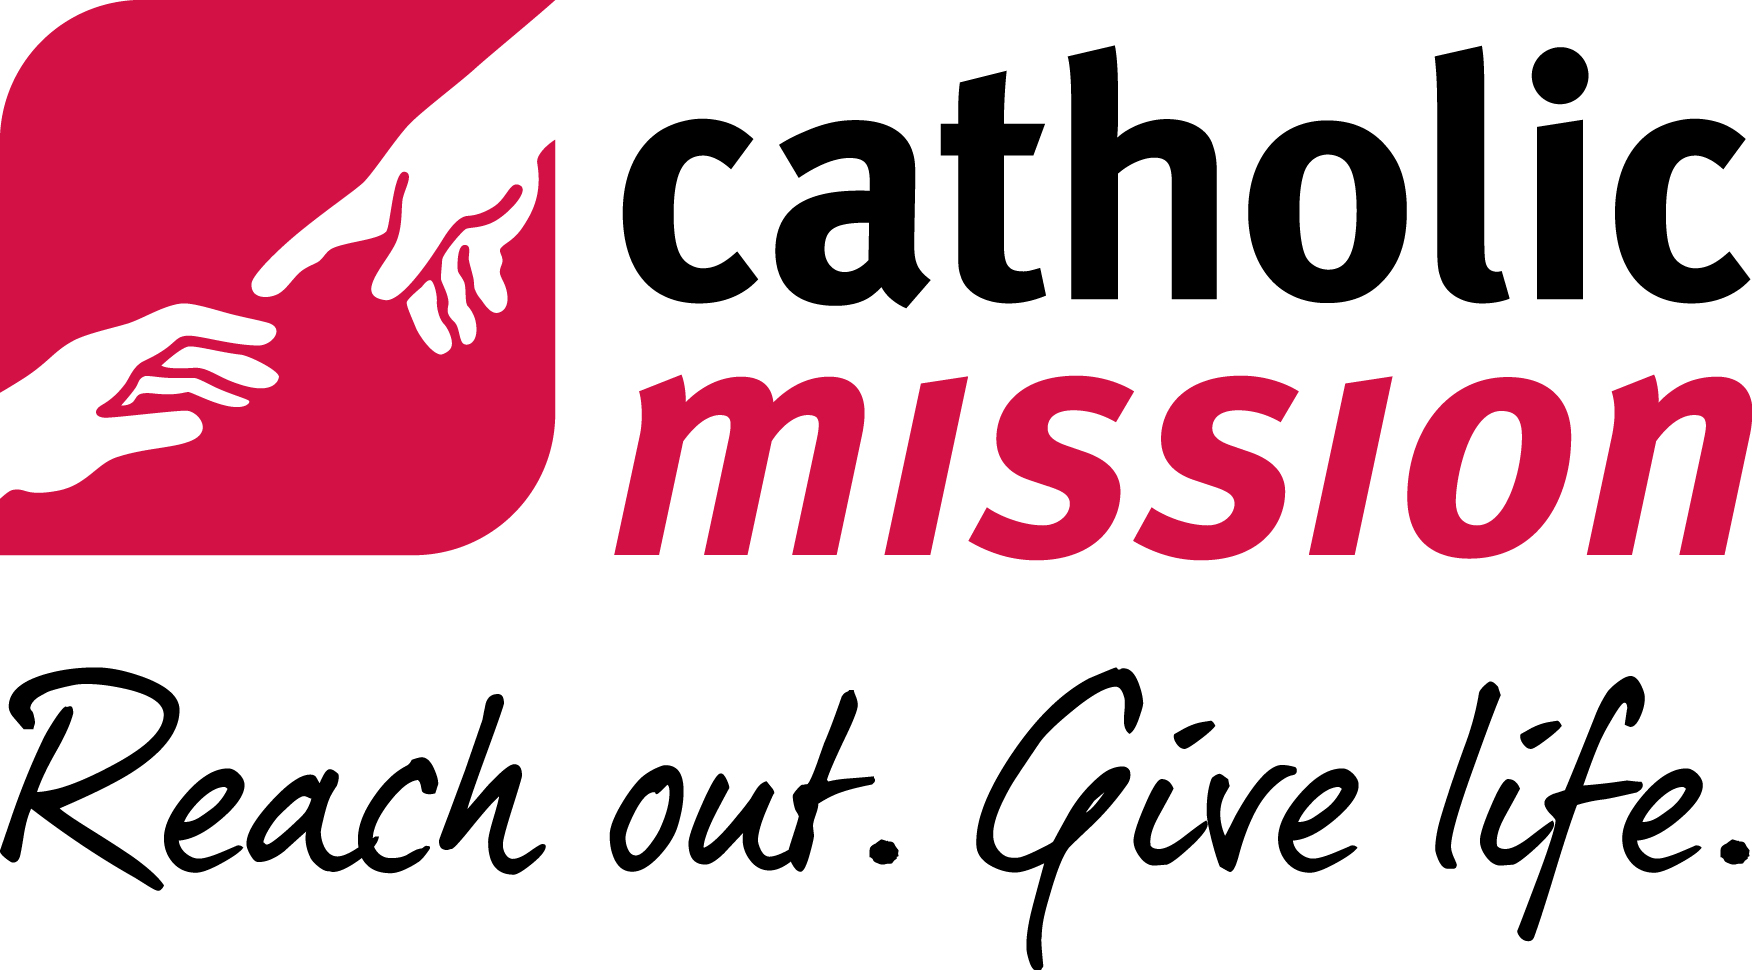 catholic
mission
Reach out. Give life.